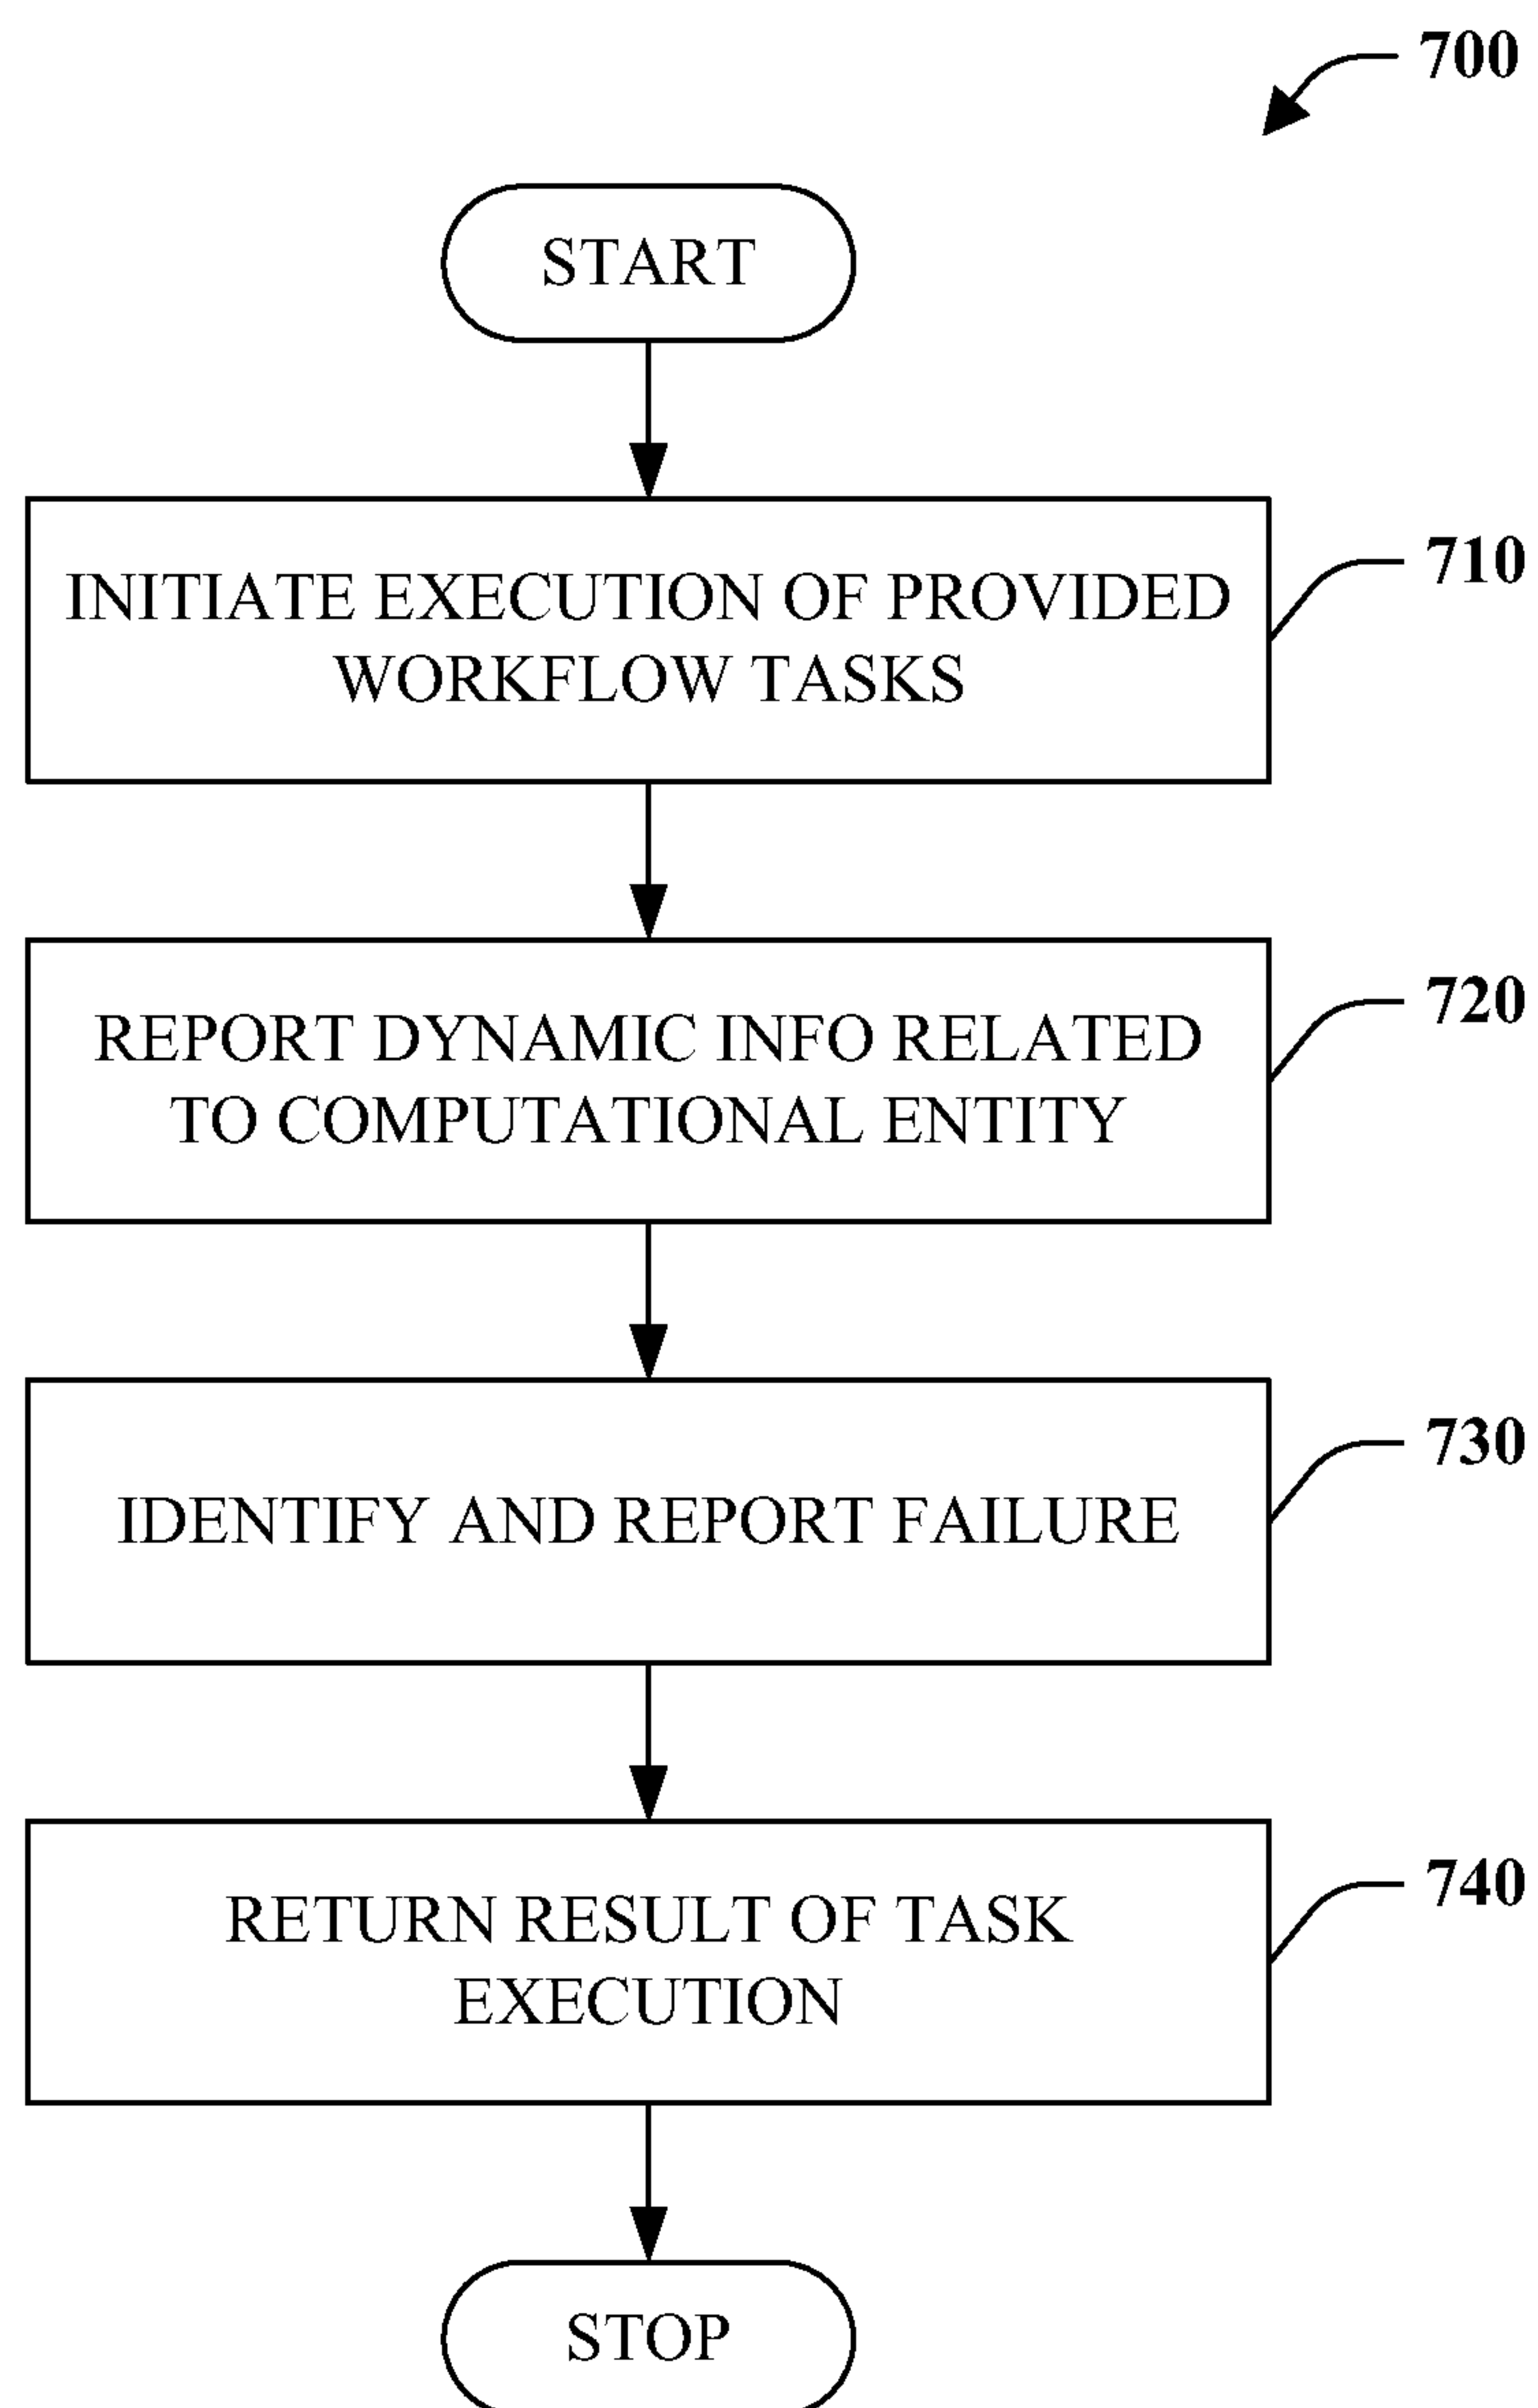 700
START
INITIATE EXECUTION OF PROVIDED
WORKFLOW TASKS
710
REPORT DYNAMIC INFO RELATED
TO COMPUTATIONAL ENTITY
720
IDENTIFY AND REPORT FAILURE
730
RETURN RESULT OF TASK
EXECUTION
740
STOP